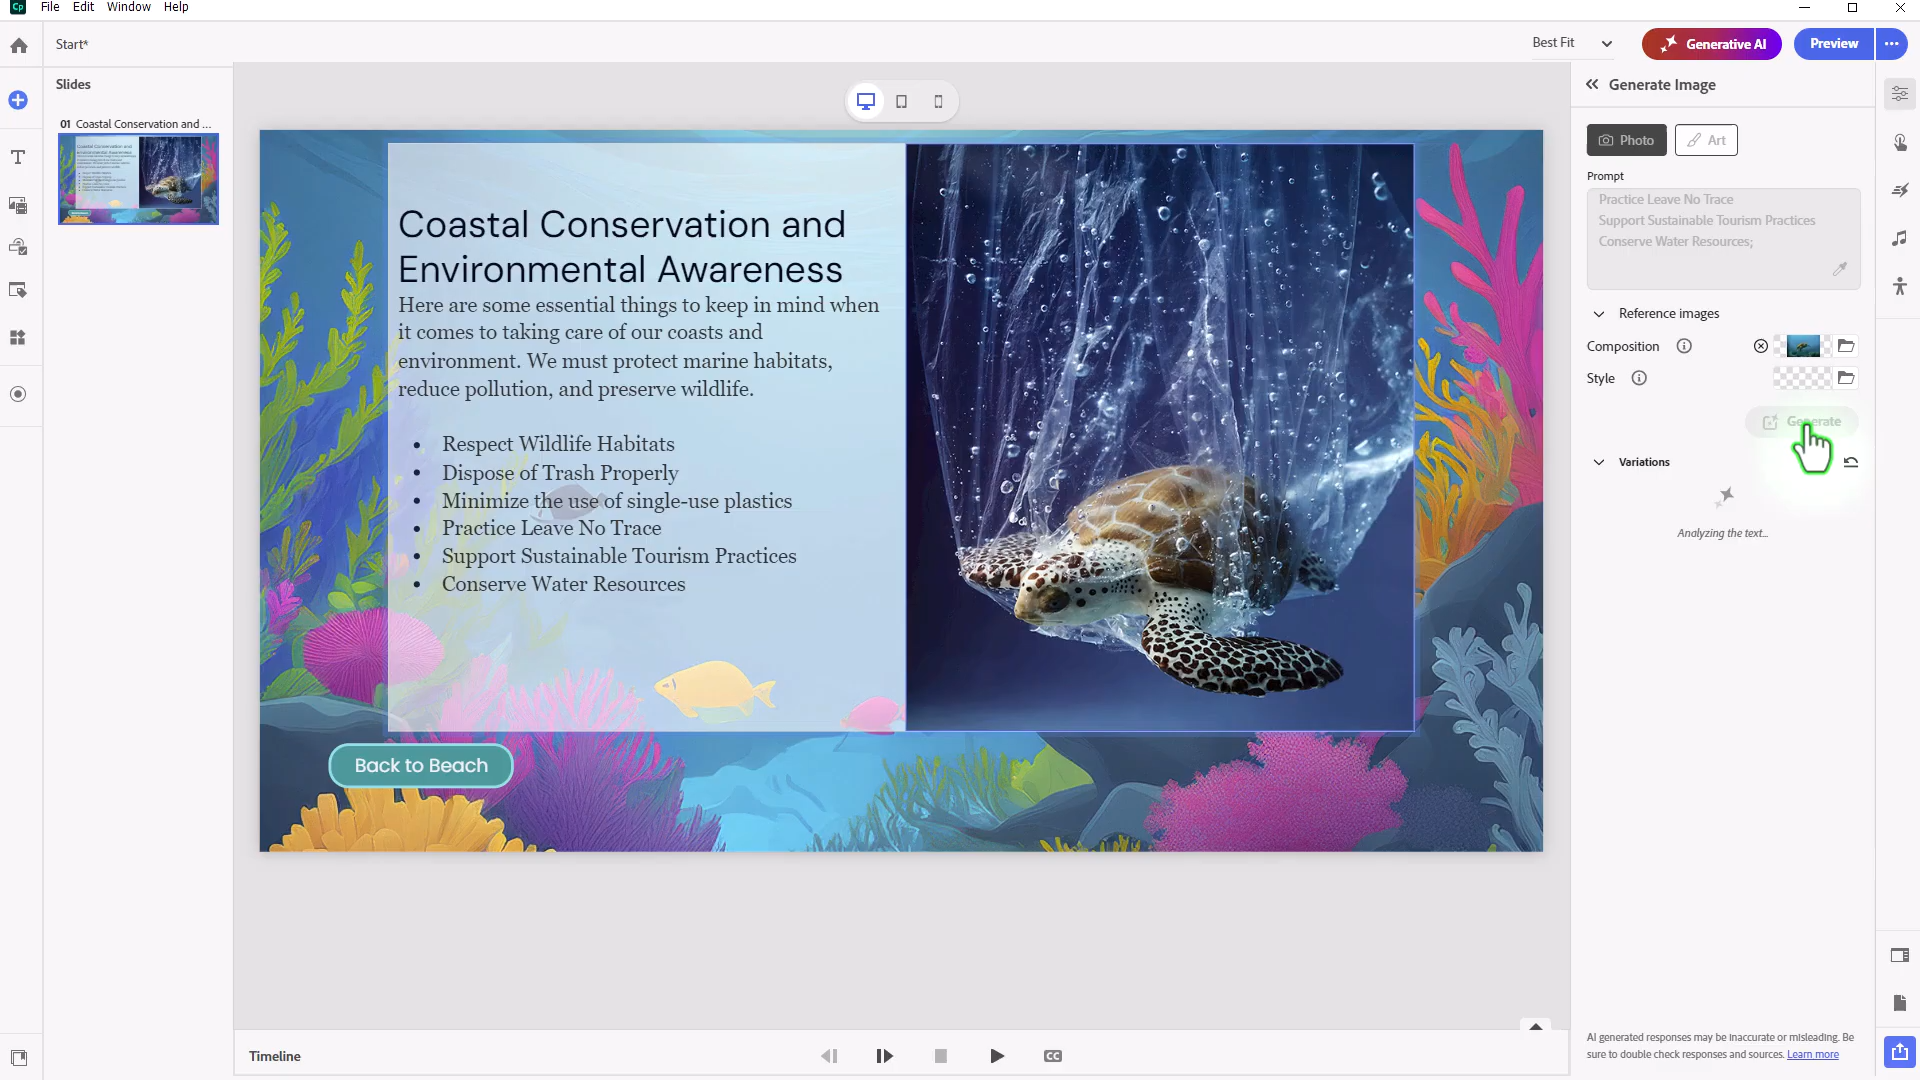 Cp File Edit Window Help
Start*
Best Fit
Generative AI
Preview
Slides
01 Coastal Conservation and ...
Coastal Conservation and
Environmental Awareness
Here are some essential things to keep in mind when
it comes to taking care of our coasts and
environment. We must protect marine habitats,
reduce pollution, and preserve wildlife.
• Respect Wildlife Habitats
• Dispose of Trash Properly
• Minimize the use of single-use plastics
• Practice Leave No Trace
• Support Sustainable Tourism Practices
• Conserve Water Resources
Back to Beach
Generate Image
Photo
Art
Prompt
Practice Leave No Trace
Support Sustainable Tourism Practices
Conserve Water Resources;
Reference images
Composition
Style
Generate
Variations
Analyzing the text...
AI generated responses may be inaccurate or misleading. Be
sure to double check responses and sources. Learn more
Timeline
CC